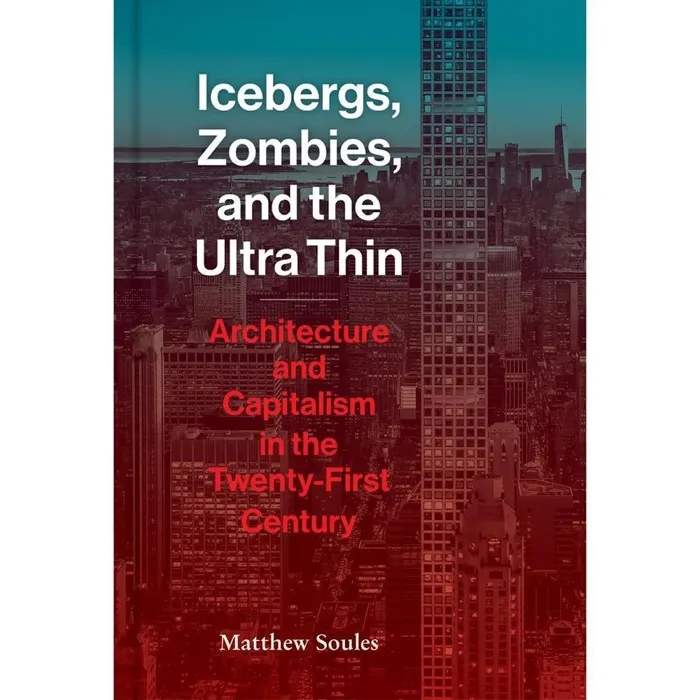 Icebergs,
Zombies,
and the
Ultra Thin
Architecture
and
Capitalism
in the
Twenty-First
Century
Matthew Soules